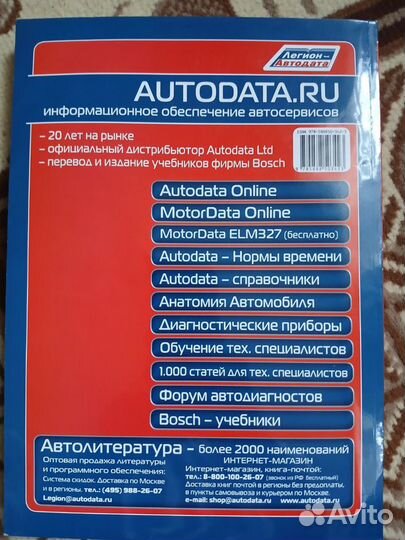 Легион-
Автодата
AUTODATA.RU
информационное обеспечение автосервисов
- 20 лет на рынке
- официальный дистрибьютор Autodata Ltd
- перевод и издание учебников фирмы Bosch
Autodata Online
MotorData Online
MotorData ELM327 (бесплатно)
Autodata – Нормы времени
Autodata – справочники
Анатомия Автомобиля
Диагностические приборы
Обучение тех. специалистов
1.000 статей для тех. специалистов
Форум автодиагностов
Bosch – учебники
Автолитература – более 2000 наименований
Оптовая продажа литературы
и программного обеспечения:
Система скидок. Доставка по Москве
и в регионы. тел.: (495) 988-26-07
Legion@autodata.ru
ИНТЕРНЕТ-МАГАЗИН
Интернет-магазин, книга-почтой:
тел.: 8-800-100-26-07 (звонок из РФ бесплатный)
Доставка книг почтой в регионы без предоплаты.
в пункты самовывоза и курьером по Москве.
e-mail: shop@autodata.ru www.autodata.ru
Avito